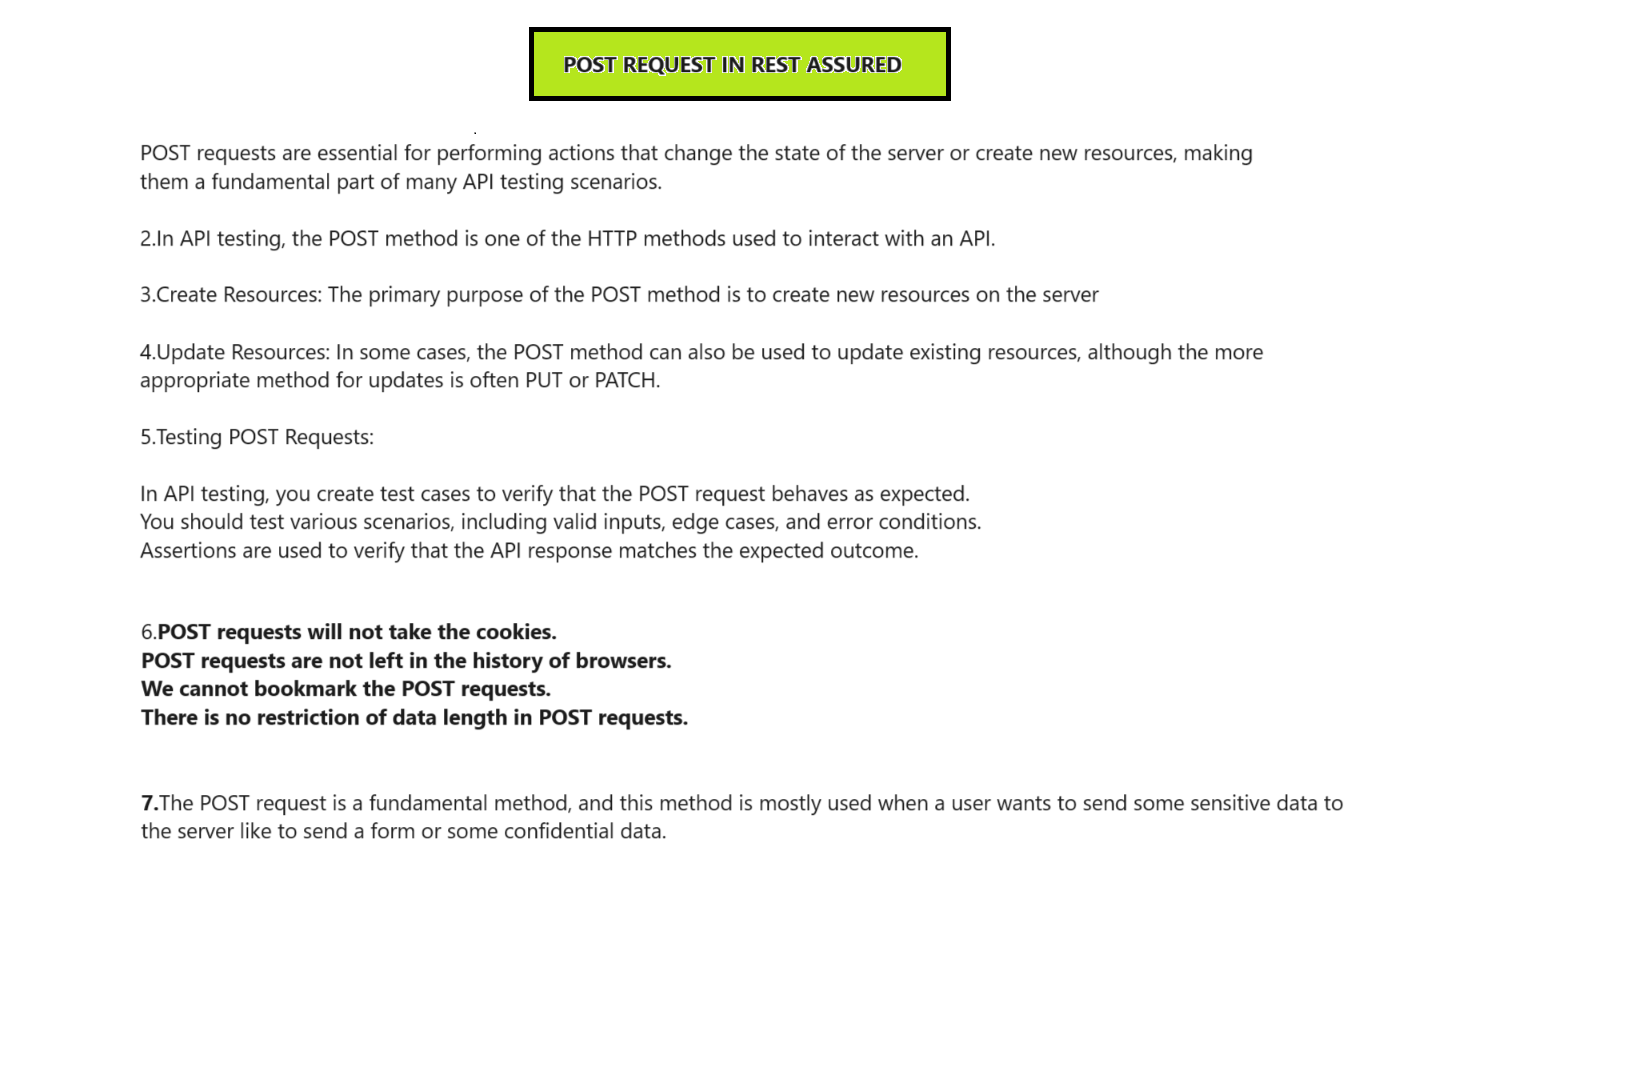 POST REQUEST IN REST ASSURED
POST requests are essential for performing actions that change the state of the server or create new resources, making
them a fundamental part of many API testing scenarios.
2.In API testing, the POST method is one of the HTTP methods used to interact with an API.
3.Create Resources: The primary purpose of the POST method is to create new resources on the server
4.Update Resources: In some cases, the POST method can also be used to update existing resources, although the more
appropriate method for updates is often PUT or PATCH.
5.Testing POST Requests:
In API testing, you create test cases to verify that the POST request behaves as expected.
You should test various scenarios, including valid inputs, edge cases, and error conditions.
Assertions are used to verify that the API response matches the expected outcome.
6.POST requests will not take the cookies.
POST requests are not left in the history of browsers.
We cannot bookmark the POST requests.
There is no restriction of data length in POST requests.
7.The POST request is a fundamental method, and this method is mostly used when a user wants to send some sensitive data to
the server like to send a form or some confidential data.